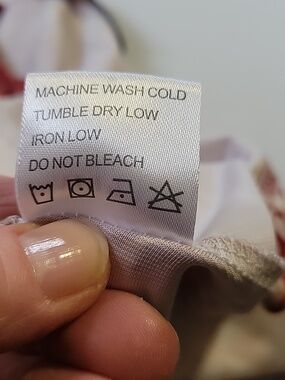 MACHINE WASH COLD
TUMBLE DRY LOW
IRON LOW
DO NOT BLEACH